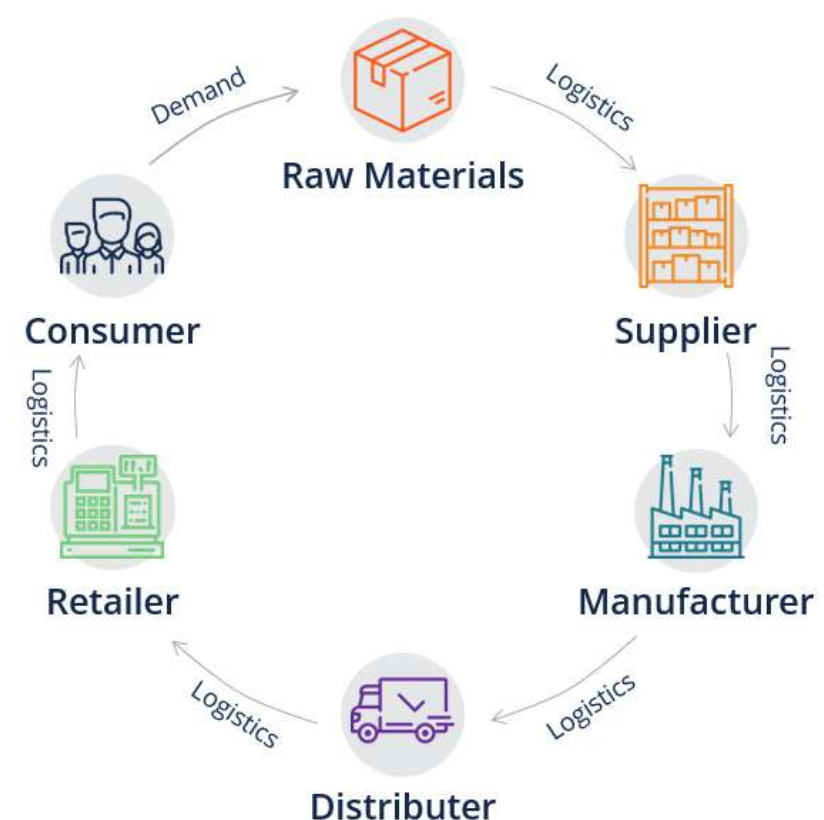 Demand
Logistics
Raw Materials
Consumer
Supplier
Logistics
Logistics
Retailer
Manufacturer
Logistics
Logistics
Distributer